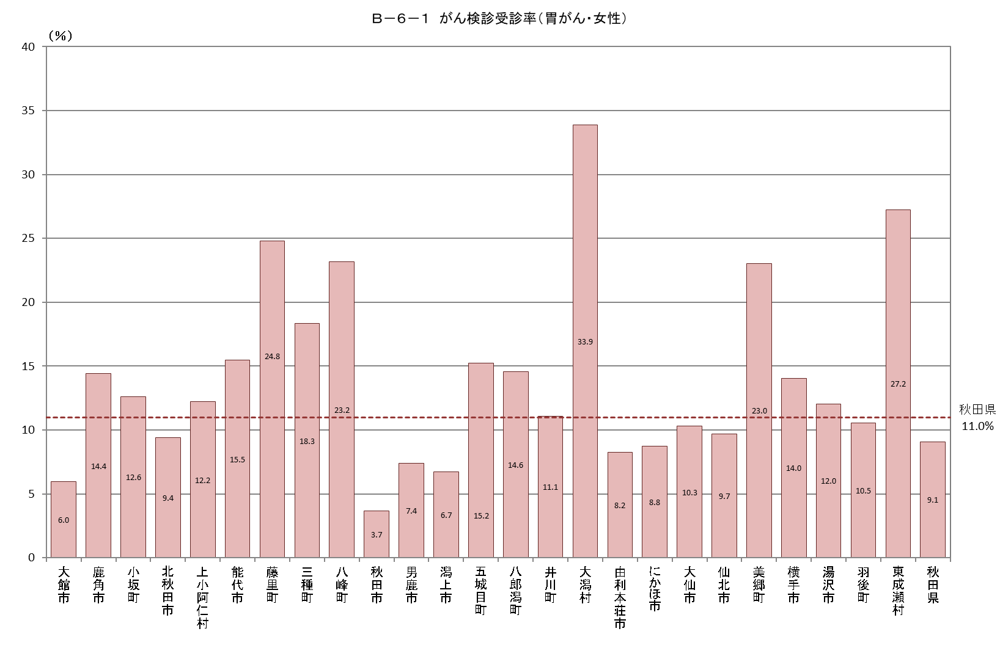 B－6－1　がん検診受診率（胃がん・女性）
（%）
40
35
30
25
20
15
10
5
0
6.0
14.4
12.6
9.4
12.2
15.5
24.8
18.3
23.2
3.7
7.4
6.7
15.2
14.6
11.1
33.9
8.2
8.8
10.3
9.7
23.0
14.0
12.0
10.5
27.2
9.1
秋田県
11.0%
大館市
鹿角市
小坂町
北秋田市
上小阿仁村
能代市
藤里町
三種町
八峰町
秋田市
男鹿市
潟上市
五城目町
八郎潟町
井川町
大潟村
由利本荘市
にかほ市
大仙市
仙北市
美郷町
横手市
湯沢市
羽後町
東成瀬村
秋田県